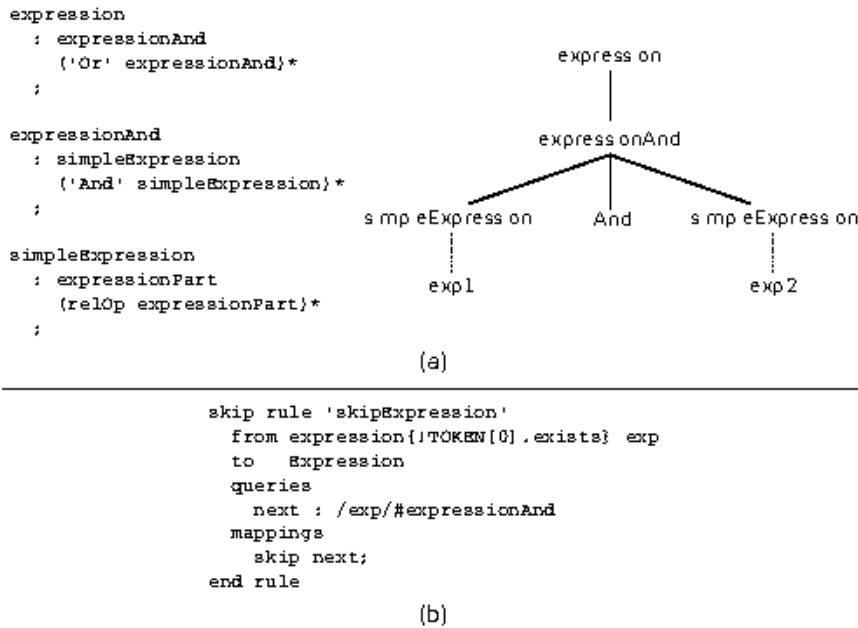 expression
: expressionAnd
('Or' expressionAnd)*
;
expressionAnd
: simpleExpression
('And' simpleExpression)*
;
simpleExpression
: expressionPart
(relOp expressionPart)*
;
express on
express onAnd
s mp eExpress on And s mp eExpress on
exp1 exp2
(a)
skip rule 'skipExpression'
from expression{!TOKEN[0].exists} exp
to Expression
queries
next : /exp/#expressionAnd
mappings
skip next;
end rule
(b)